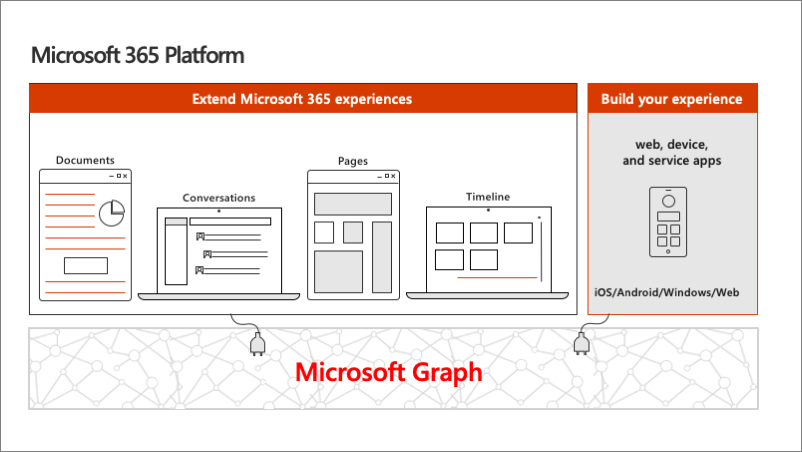 Microsoft 365 Platform
Extend Microsoft 365 experiences
Build your experience
Documents
Conversations
Pages
Timeline
web, device,
and service apps
iOS/Android/Windows/Web
Microsoft Graph